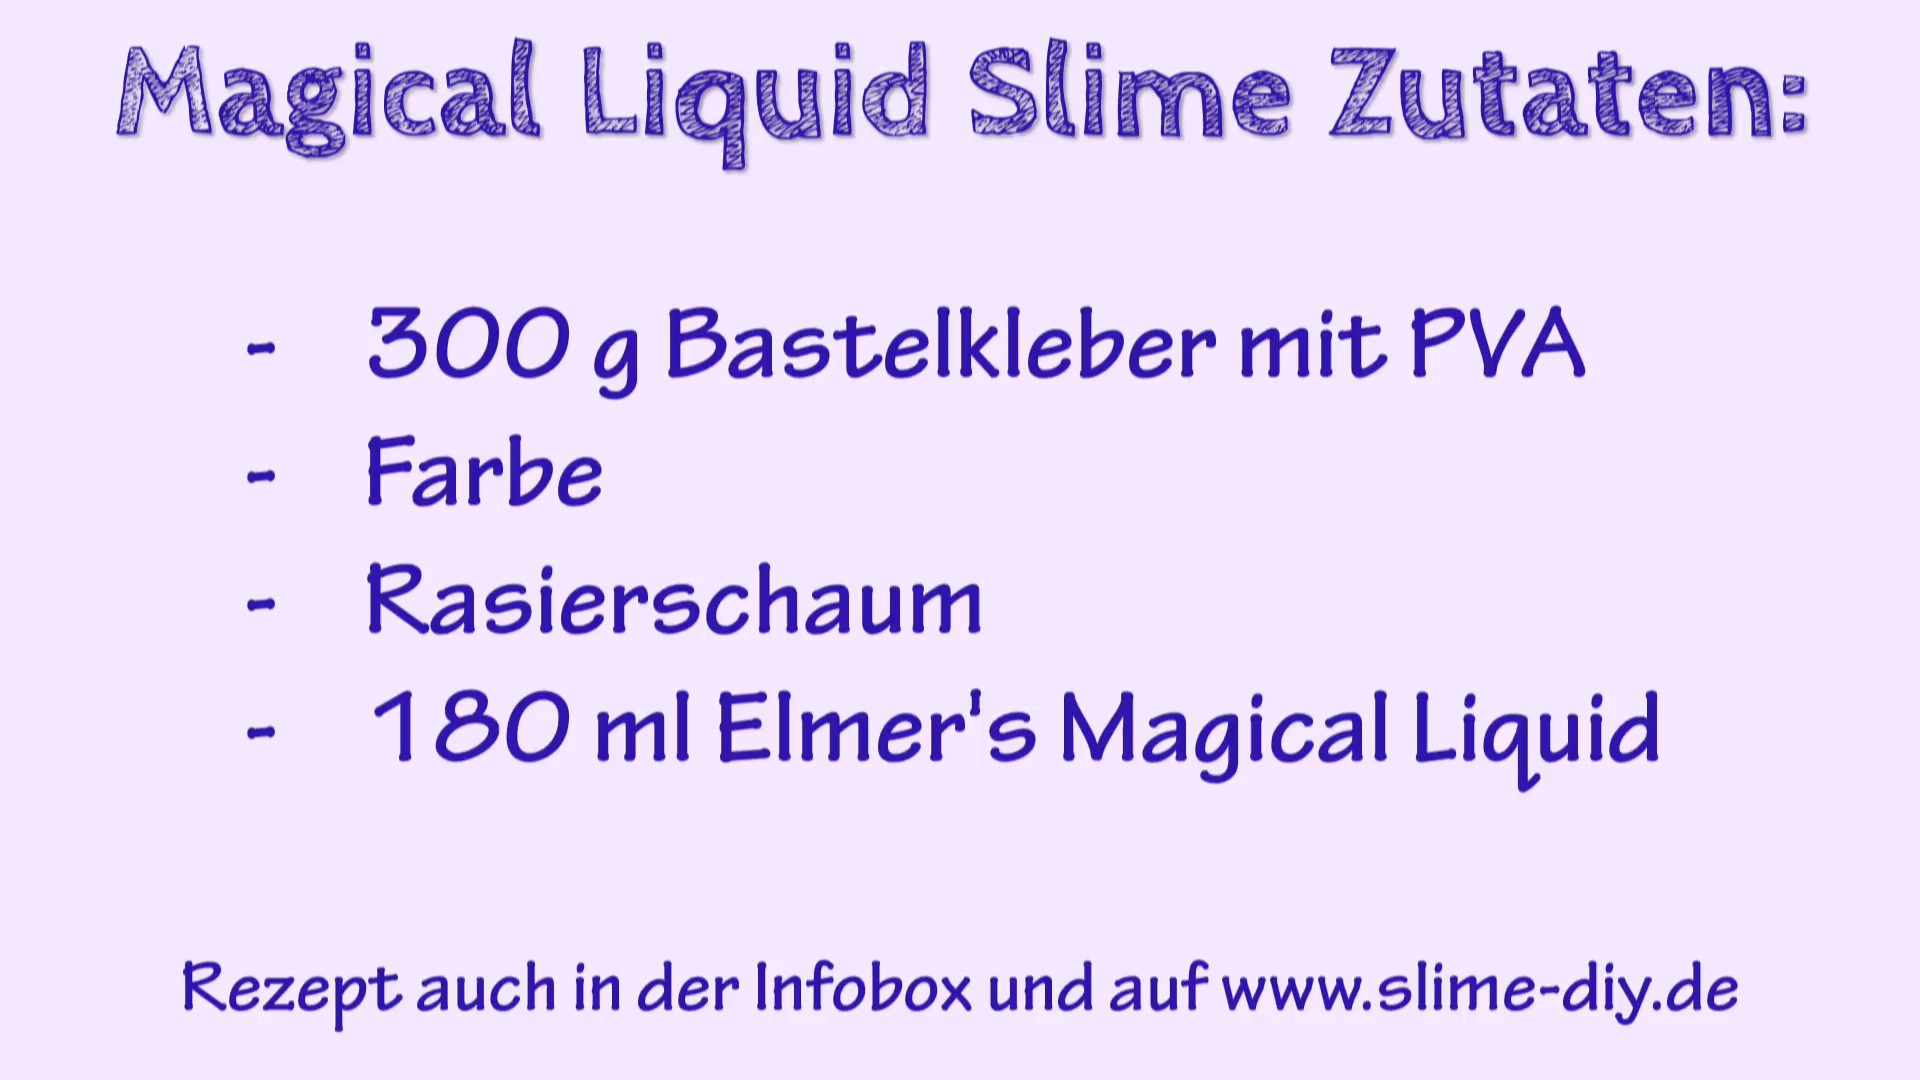 Magical Liquid Slime Zutaten:
- 300 g Bastelkleber mit PVA
- Farbe
- Rasierschaum
- 180 ml Elmer's Magical Liquid
Rezept auch in der Infobox und auf www.slime-diy.de